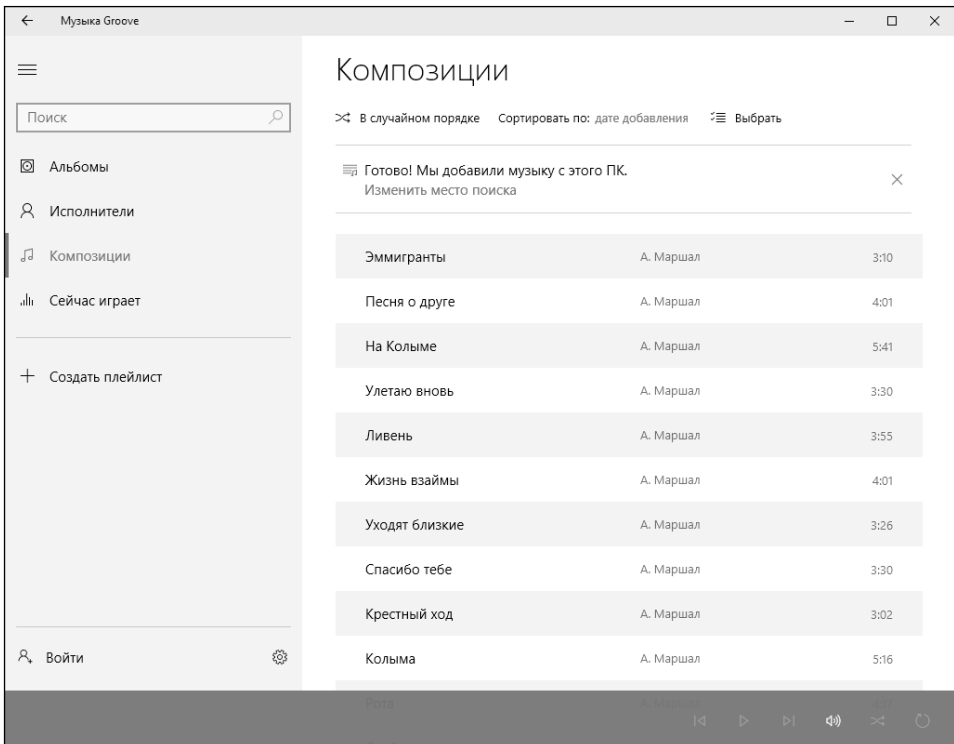 Музыка Groove
Композиции
Поиск
В случайном порядке Сортировать по: дате добавления Выбрать
Альбомы
Исполнители
Композиции
Сейчас играет
Создать плейлист
Войти
Готово! Мы добавили музыку с этого ПК.
Изменить место поиска
Эммигранты А. Маршал 3:10
Песня о друге А. Маршал 4:01
На Колыме А. Маршал 5:41
Улетаю вновь А. Маршал 3:30
Ливень А. Маршал 3:55
Жизнь взаймы А. Маршал 4:01
Уходят близкие А. Маршал 3:26
Спасибо тебе А. Маршал 3:30
Крестный ход А. Маршал 3:02
Колыма А. Маршал 5:16
Рота А. Маршал